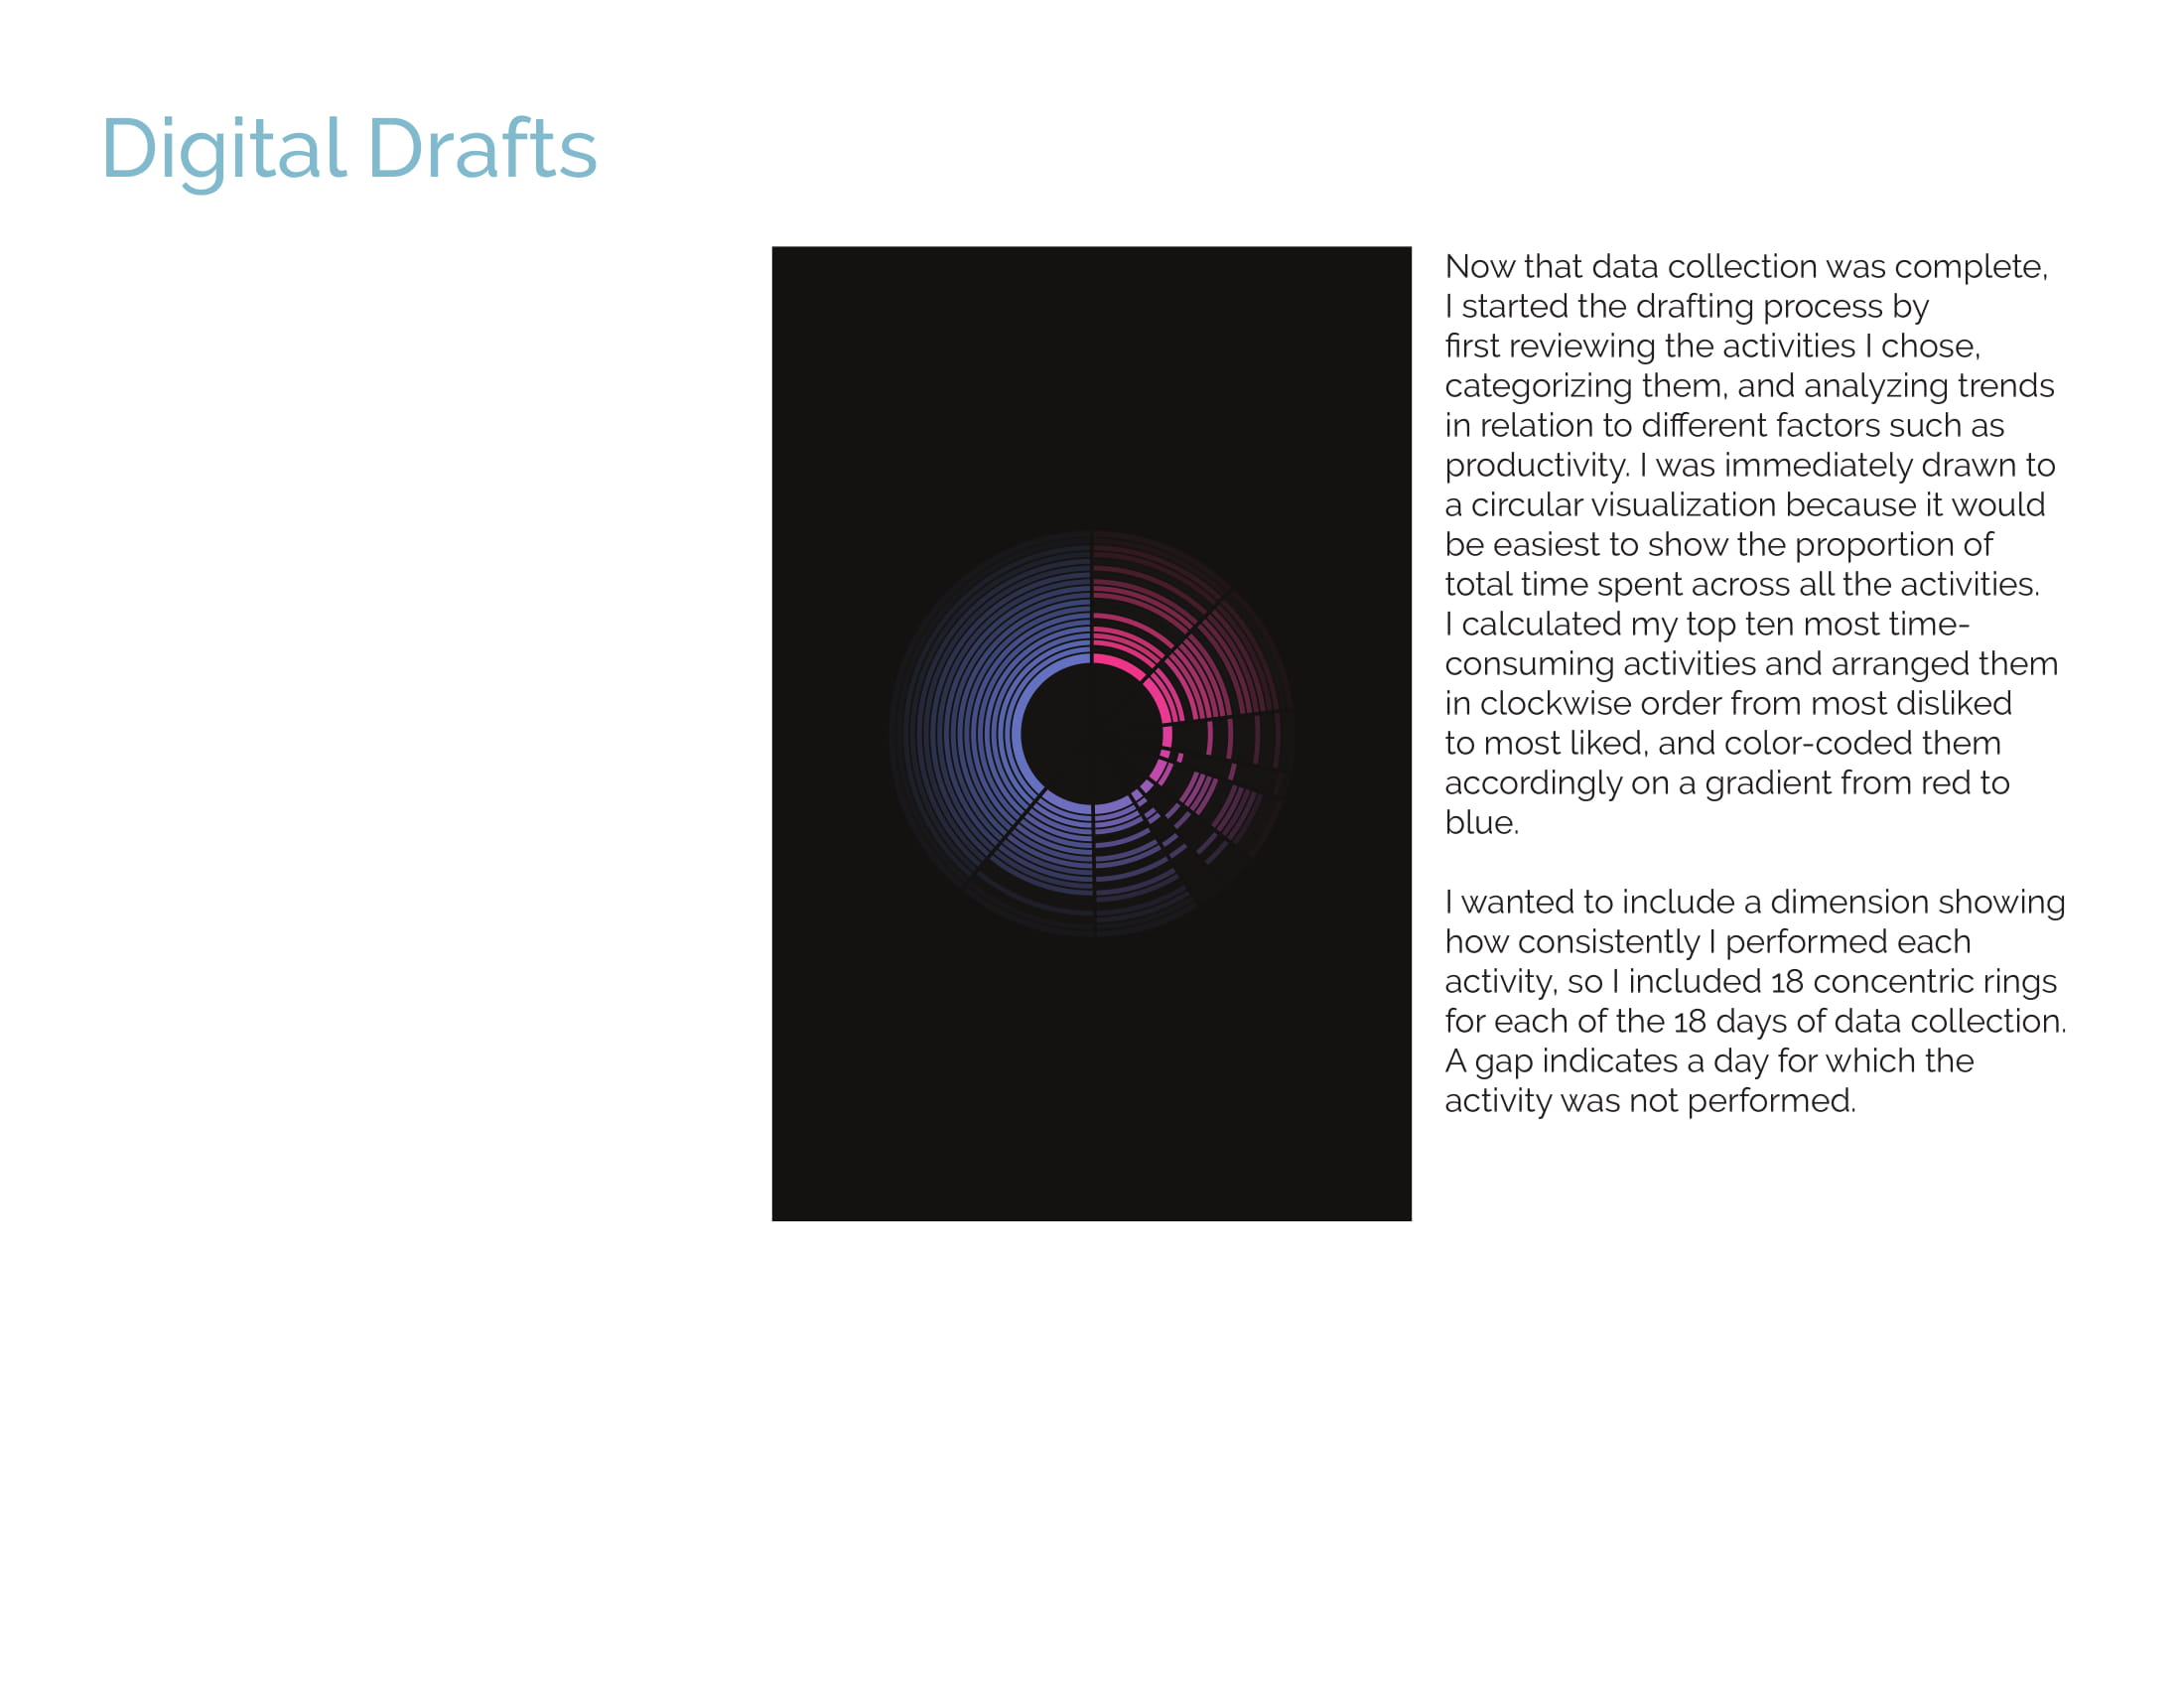 Digital Drafts
Now that data collection was complete,
I started the drafting process by
first reviewing the activities I chose,
categorizing them, and analyzing trends
in relation to different factors such as
productivity. I was immediately drawn to
a circular visualization because it would
be easiest to show the proportion of
total time spent across all the activities.
I calculated my top ten most time-
consuming activities and arranged them
in clockwise order from most disliked
to most liked, and color-coded them
accordingly on a gradient from red to
blue.
I wanted to include a dimension showing
how consistently I performed each
activity, so I included 18 concentric rings
for each of the 18 days of data collection.
A gap indicates a day for which the
activity was not performed.